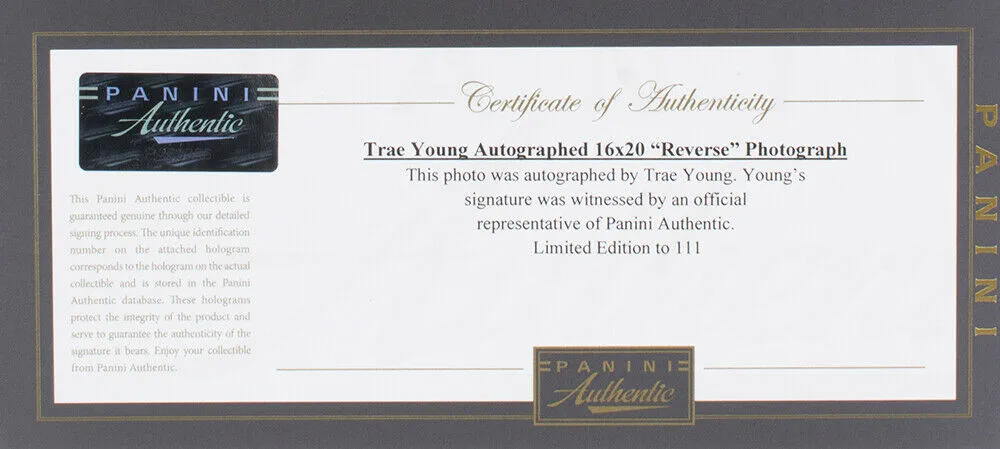 PANINI
Authentic
This Panini Authentic collectible is
guaranteed genuine through our detailed
signing process. The unique identification
number on the attached hologram
corresponds to the hologram on the actual
collectible and is stored in the Panini
Authentic database. These holograms
protect the integrity of the product and
serve to guarantee the authenticity of the
signature it bears. Enjoy your collectible
from Panini Authentic.
Certificate of Authenticity
Trae Young Autographed 16x20 “Reverse” Photograph
This photo was autographed by Trae Young. Young’s
signature was witnessed by an official
representative of Panini Authentic.
Limited Edition to 111
PANINI
Authentic
PANINI